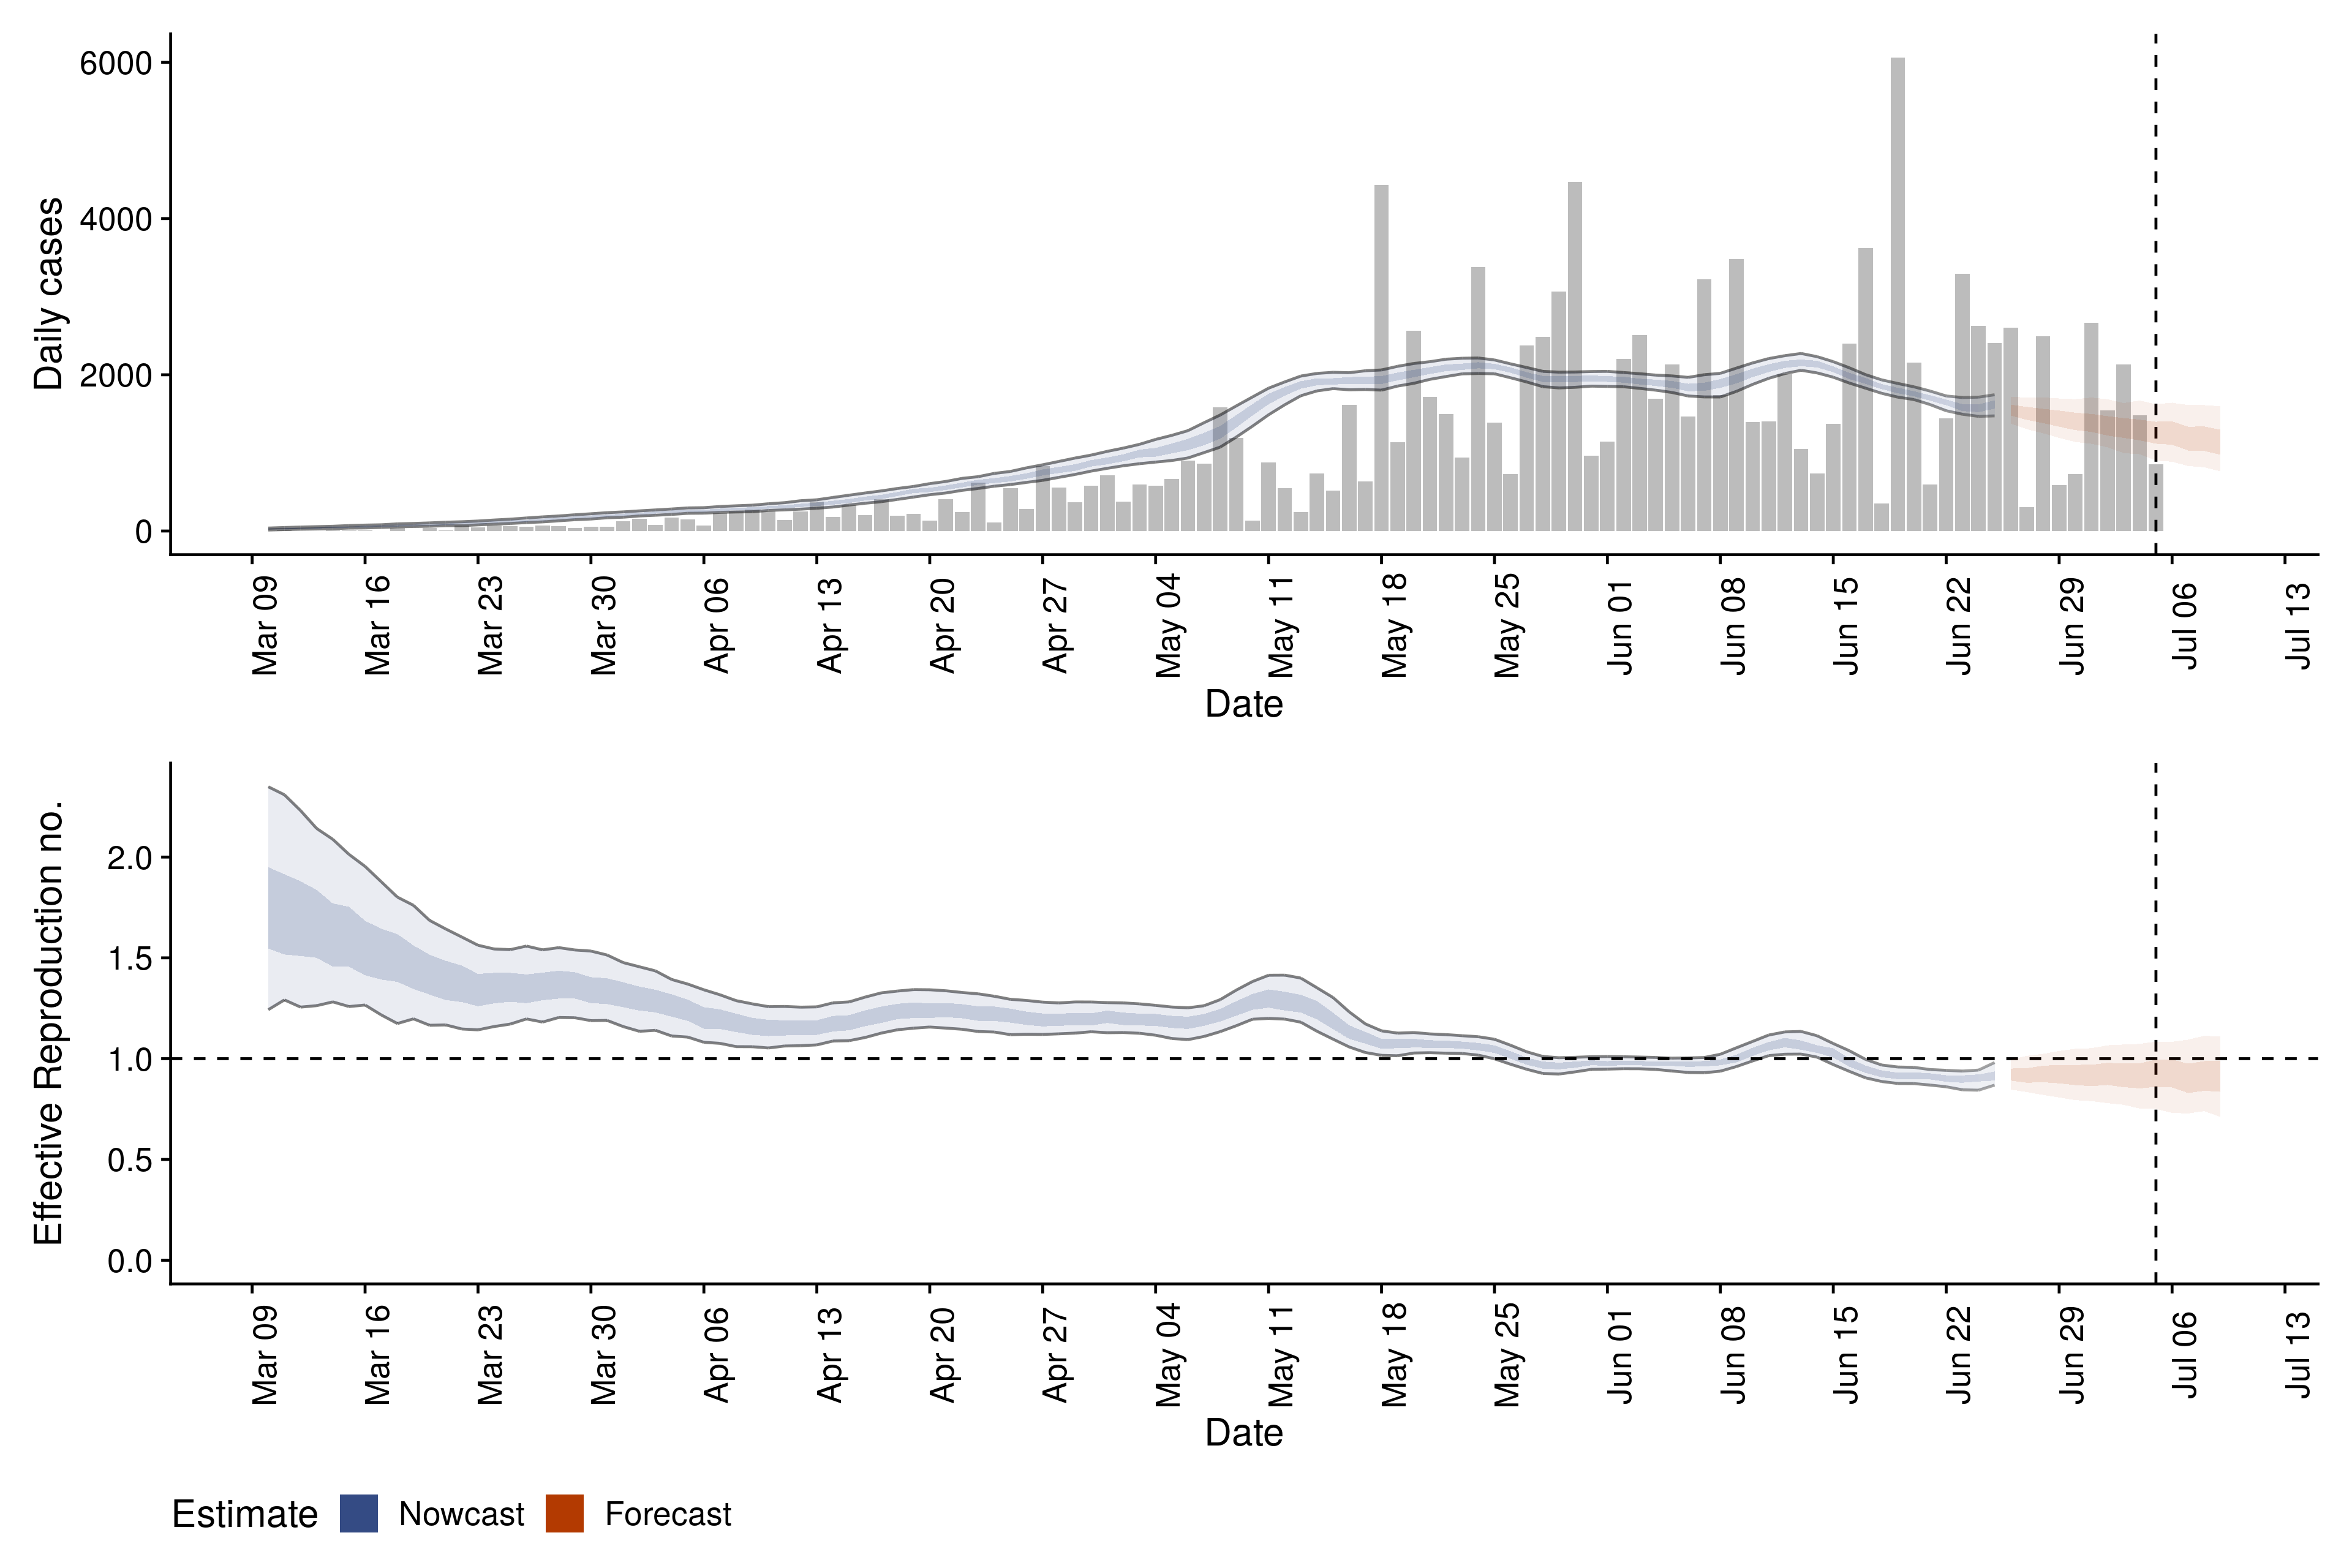 Daily cases
6000
4000
2000
0
Mar 09 Mar 16 Mar 23 Mar 30 Apr 06 Apr 13 Apr 20 Apr 27 May 04 May 11 May 18 May 25 Jun 01 Jun 08 Jun 15 Jun 22 Jun 29 Jul 06 Jul 13
Date
Effective Reproduction no.
2.0
1.5
1.0
0.5
0.0
Mar 09 Mar 16 Mar 23 Mar 30 Apr 06 Apr 13 Apr 20 Apr 27 May 04 May 11 May 18 May 25 Jun 01 Jun 08 Jun 15 Jun 22 Jun 29 Jul 06 Jul 13
Date
Estimate Nowcast Forecast